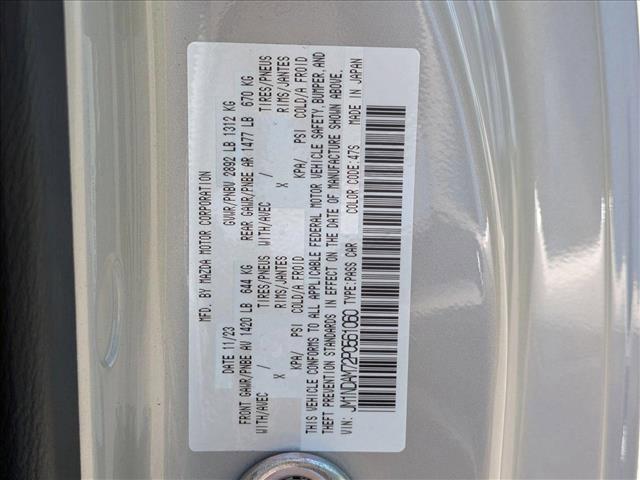 MFD. BY MAZDA MOTOR CORPORATION
DATE 11/23 GVWR/PNBV 2892 LB 1312 KG
FRONT GAWR/PNBE AV 1420 LB 644 KG REAR GAWR/PNBE AR 1477 LB 670 KG
WITH/AVEC / TIRES/PNEUS WITH/AVEC / TIRES/PNEUS
X RIMS/JANTES X RIMS/JANTES
KPA/ PSI COLD/A FROID KPA/ PSI COLD/A FROID
THIS VEHICLE CONFORMS TO ALL APPLICABLE FEDERAL MOTOR VEHICLE SAFETY, BUMPER, AND
THEFT PREVENTION STANDARDS IN EFFECT ON THE DATE OF MANUFACTURE SHOWN ABOVE.
VIN: JM1NDAM72P0561060 TYPE:PASS CAR COLOR CODE:47S MADE IN JAPAN